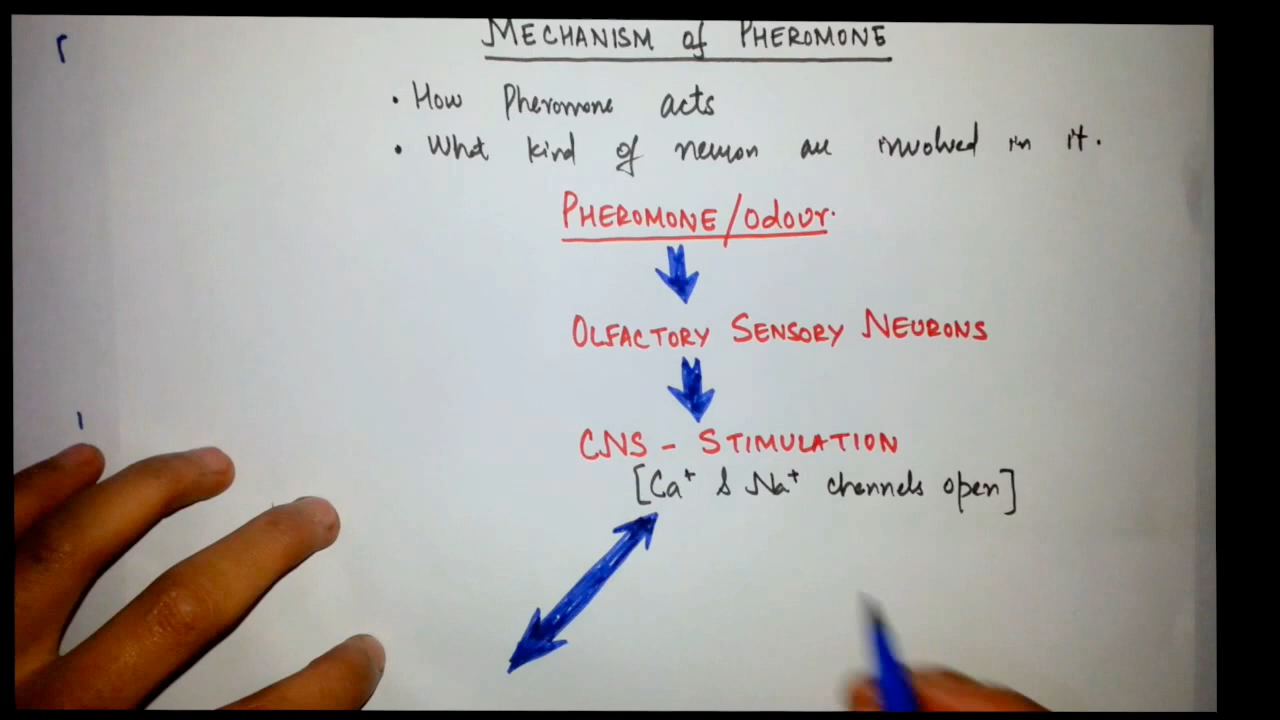 MECHANISM of PHEROMONE
• How Pheromone acts
• What kind of neuron are involved in it.
PHEROMONE/Odour.
OLFACTORY SENSORY NEURONS
CNS - STIMULATION
[Ca⁺ & Na⁺ channels open]